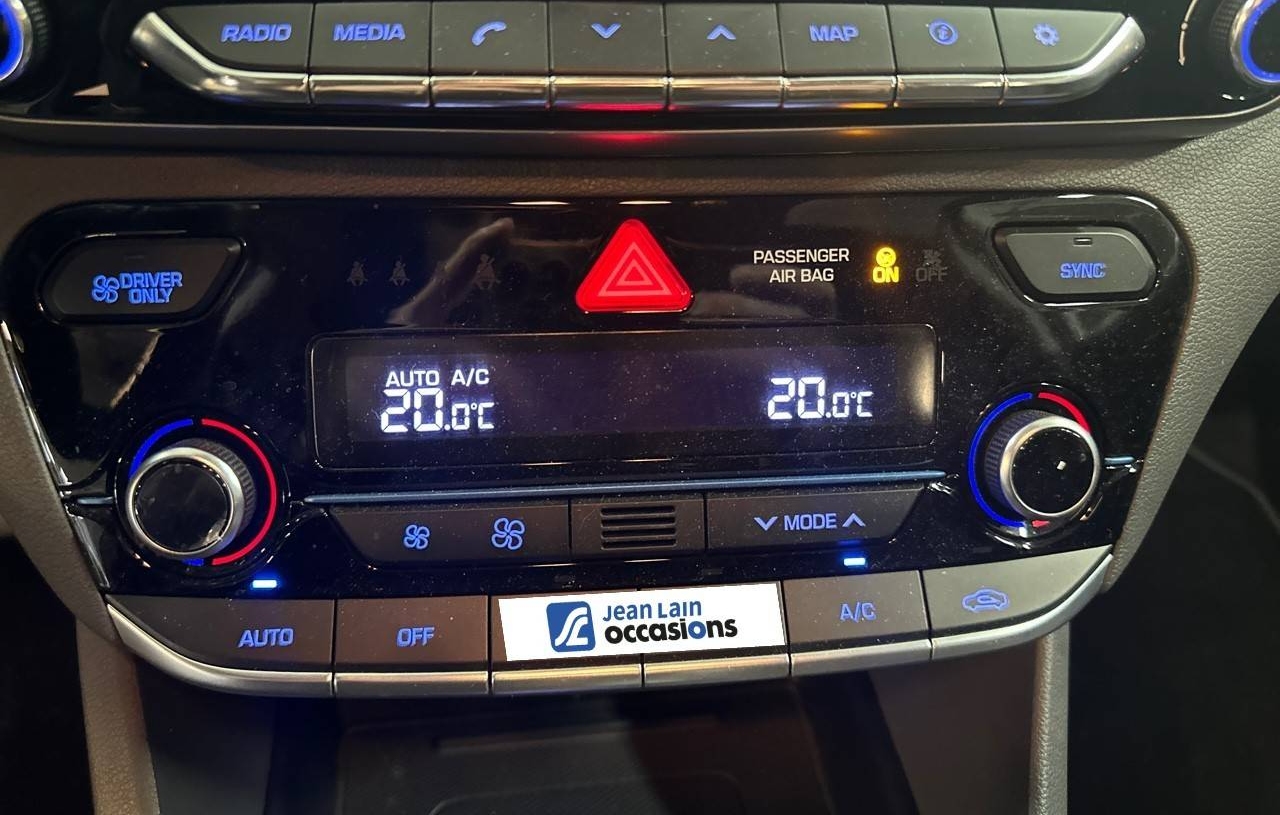 RADIO MEDIA MAP
DRIVER ONLY
PASSENGER
AIR BAG
ON
OFF
SYNC
AUTO A/C
20.0°C
20.0°C
MODE
AUTO OFF
Jean Lain
occasions
A/C